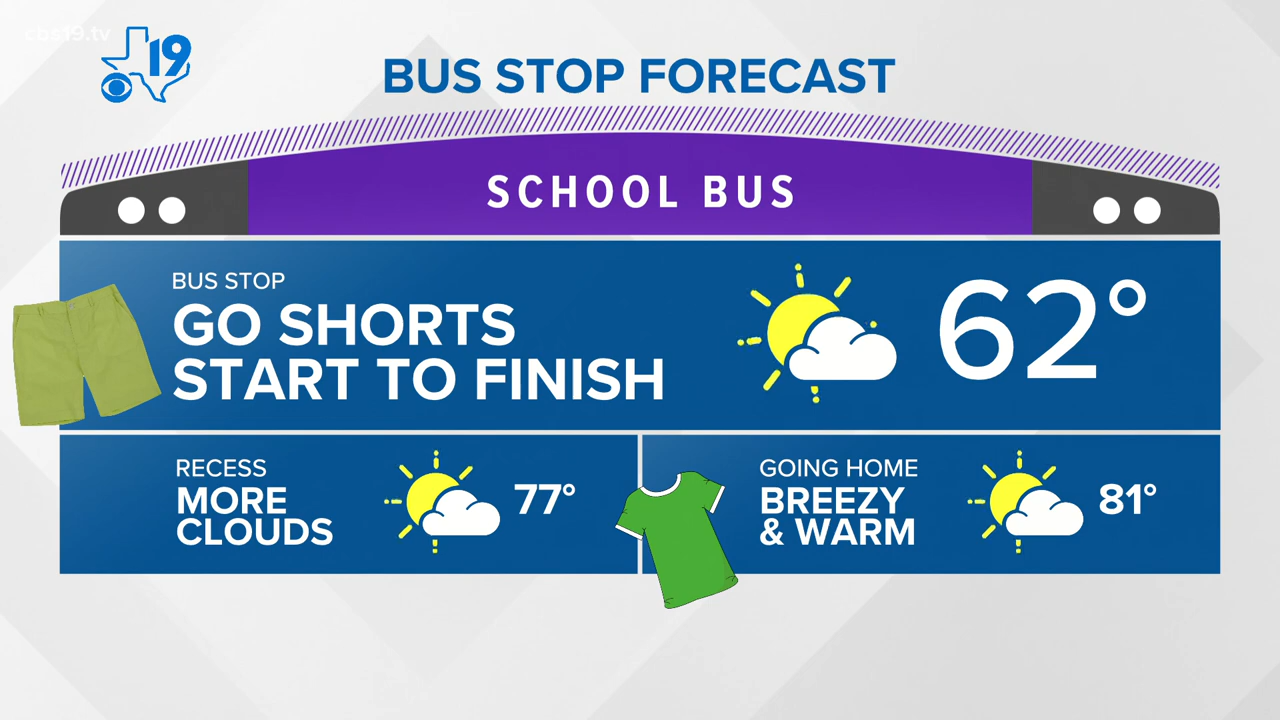 cbs19.tv
19
BUS STOP FORECAST
SCHOOL BUS
BUS STOP
GO SHORTS
START TO FINISH
62°
RECESS
MORE
CLOUDS
77°
GOING HOME
BREEZY
& WARM
81°